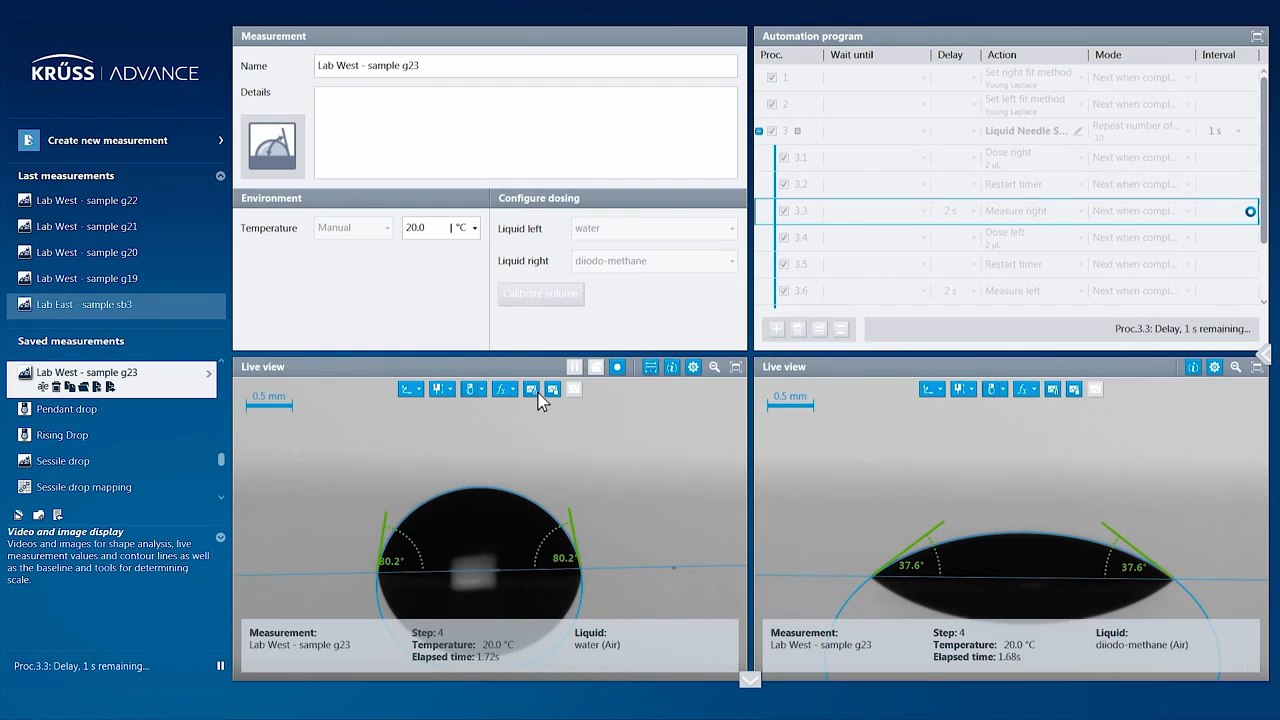 KRÜSS | ADVANCE
Create new measurement
Last measurements
Lab West - sample g22
Lab West - sample g21
Lab West - sample g20
Lab West - sample g19
Lab East - sample sb3
Saved measurements
Lab West - sample g23
Pendant drop
Rising Drop
Sessile drop
Sessile drop mapping
Video and image display
Videos and images for shape analysis, live
measurement values and contour lines as well
as the baseline and tools for determining
scale.
Proc.3.3: Delay, 1 s remaining...
Measurement
Name Lab West - sample g23
Details
Environment
Temperature Manual 20.0 °C
Configure dosing
Liquid left water
Liquid right diiodo-methane
Calibrate volume
Automation program
Proc. Wait until Delay Action Mode Interval
1 Set right fit method Next when compl...
Young Laplace
2 Set left fit method Next when compl...
Young Laplace
3 Liquid Needle S... Repeat number of... 1 s
10
3.1 Dose right Next when compl...
2 µL
3.2 Restart timer Next when compl...
3.3 2 s Measure right Next when compl...
3.4 Dose left Next when compl...
2 µL
3.5 Restart timer Next when compl...
3.6 2 s Measure left Next when compl...
Proc.3.3: Delay, 1 s remaining...
Live view
0.5 mm
80.2° 80.2°
Measurement: Step: 4 Liquid:
Lab West - sample g23 Temperature: 20.0 °C water (Air)
Elapsed time: 1.72s
Live view
0.5 mm
37.6° 37.6°
Measurement: Step: 4 Liquid:
Lab West - sample g23 Temperature: 20.0 °C diiodo-methane (Air)
Elapsed time: 1.68s